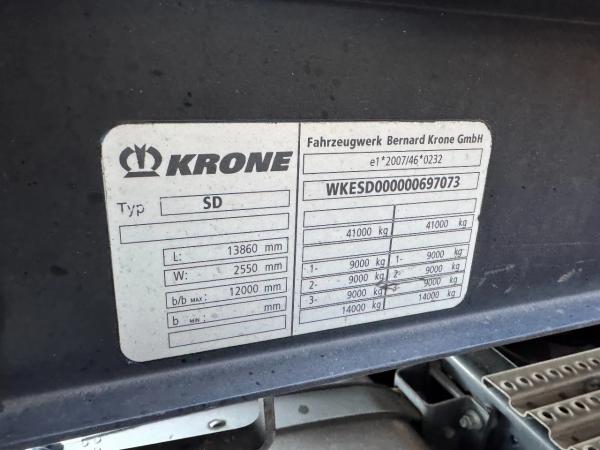 KRONE
Typ SD
L: 13860 mm
W: 2550 mm
b/b MAX: 12000 mm
b MIN: mm
Fahrzeugwerk Bernard Krone GmbH
e1*2007/46*0232
WKESD000000697073
41000 kg 41000 kg
1- 9000 kg 1- 9000 kg
2- 9000 kg 2- 9000 kg
3- 9000 kg 3- 9000 kg
14000 kg 14000 kg